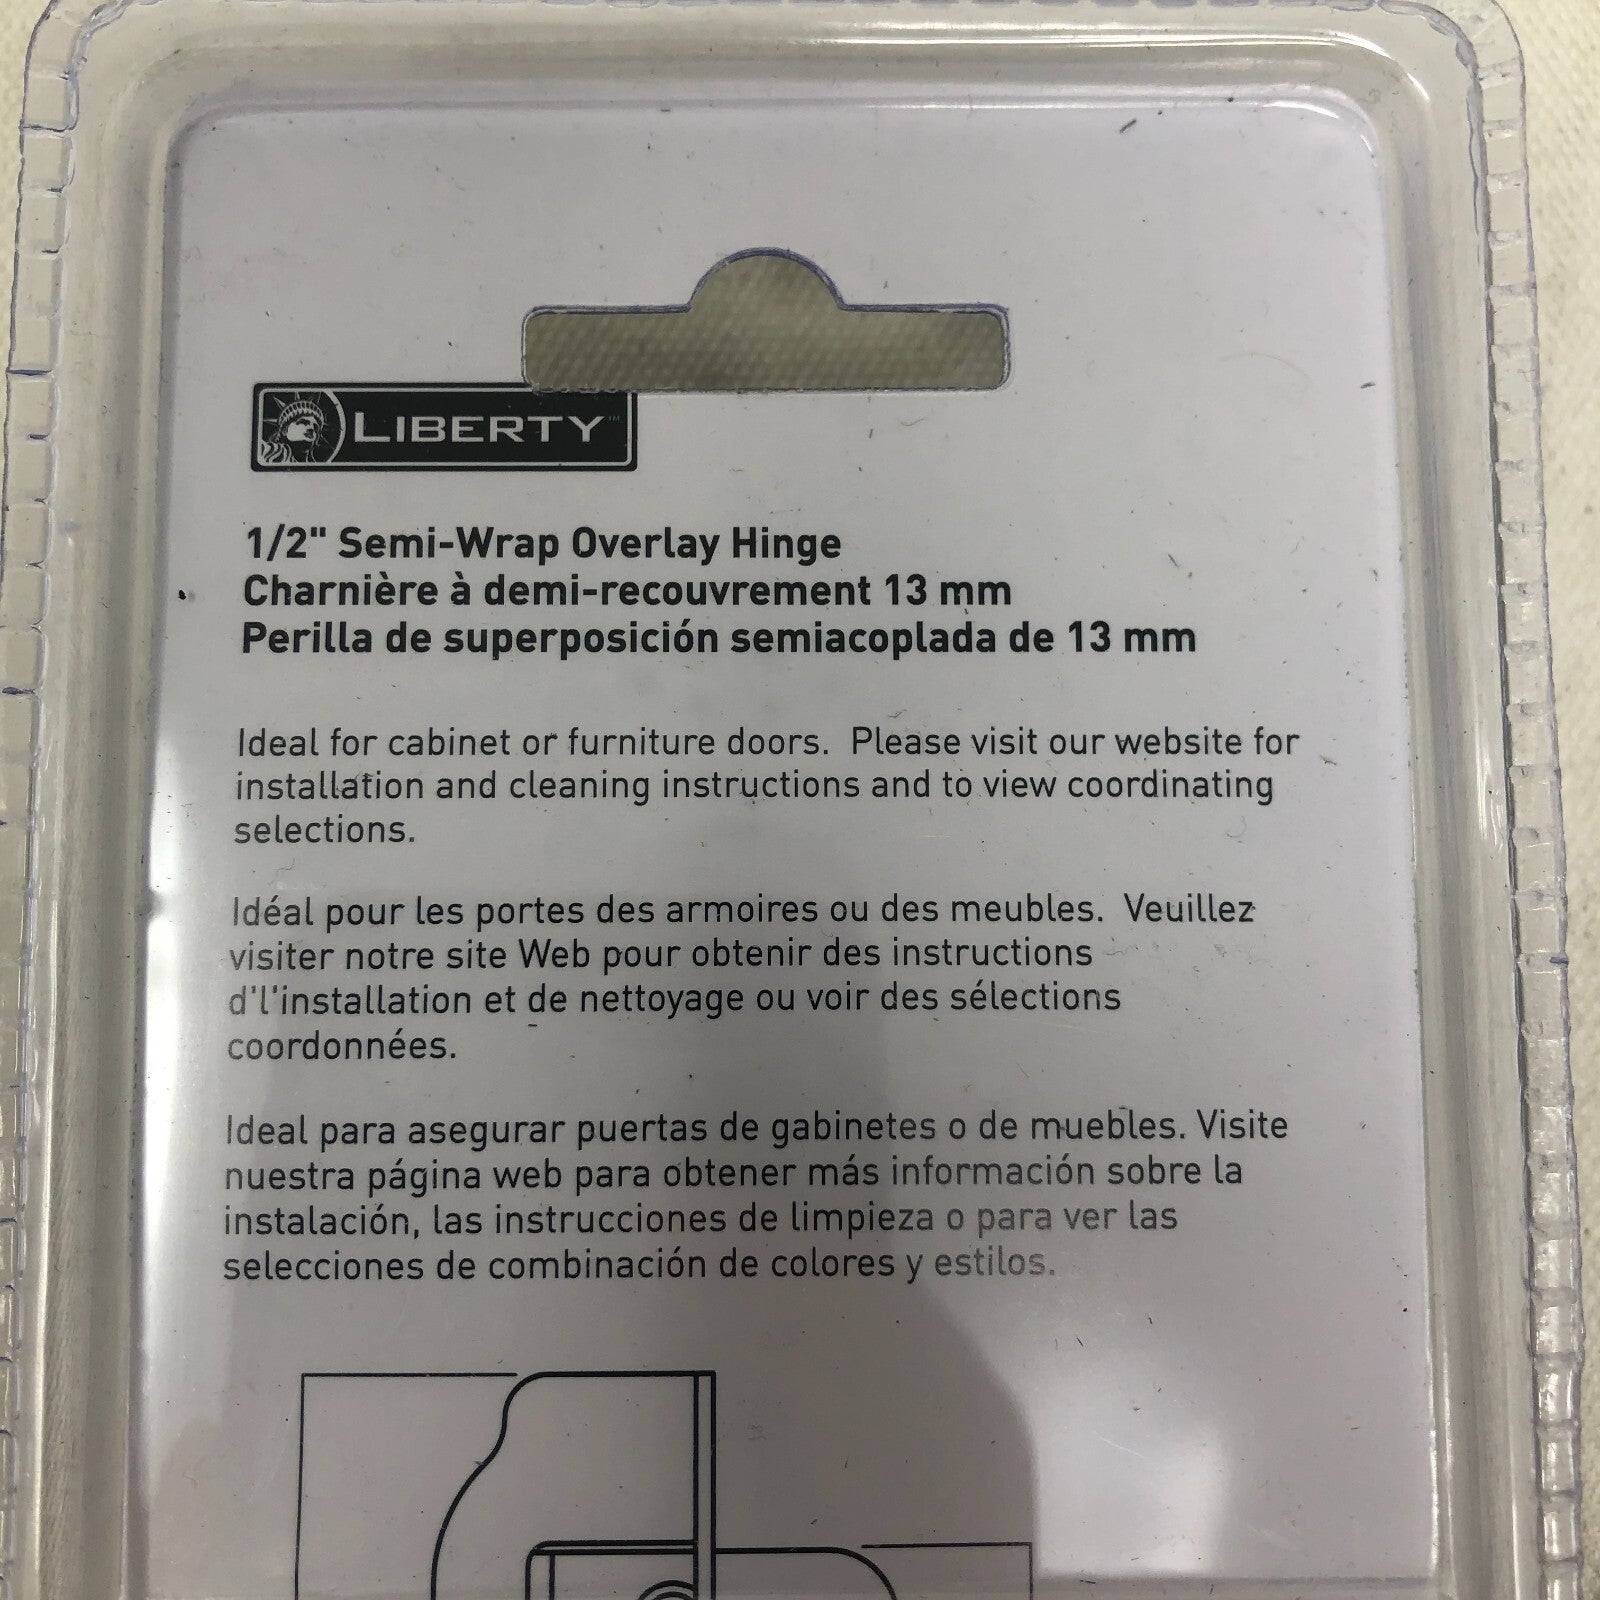 LIBERTY™
1/2" Semi-Wrap Overlay Hinge
Charnière à demi-recouvrement 13 mm
Perilla de superposición semiacoplada de 13 mm
Ideal for cabinet or furniture doors.  Please visit our website for
installation and cleaning instructions and to view coordinating
selections.
Idéal pour les portes des armoires ou des meubles.  Veuillez
visiter notre site Web pour obtenir des instructions
d'l'installation et de nettoyage ou voir des sélections
coordonnées.
Ideal para asegurar puertas de gabinetes o de muebles. Visite
nuestra página web para obtener más información sobre la
instalación, las instrucciones de limpieza o para ver las
selecciones de combinación de colores y estilos.